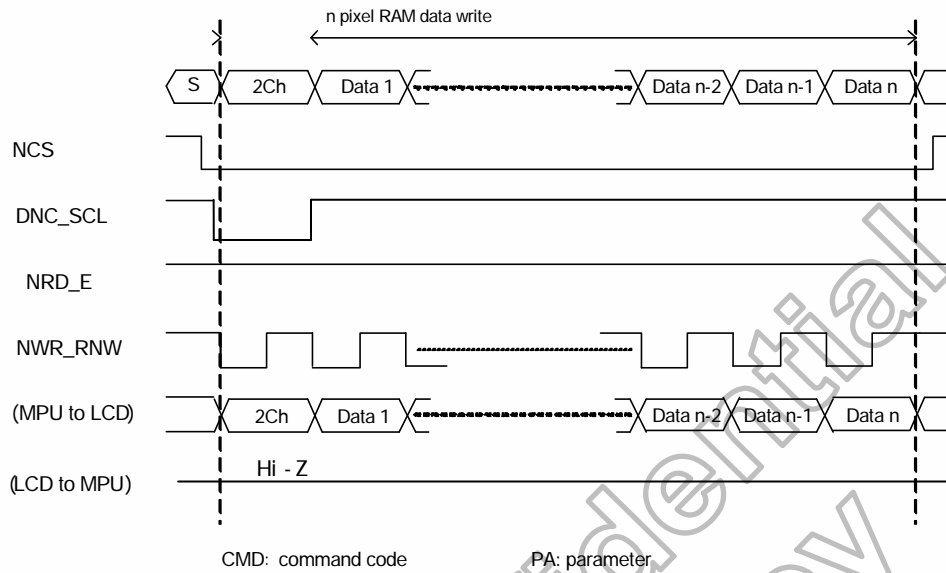 n pixel RAM data write
S 2Ch Data 1 Data n-2 Data n-1 Data n
NCS
DNC_SCL
NRD_E
NWR_RNW
(MPU to LCD) 2Ch Data 1 Data n-2 Data n-1 Data n
Hi - Z
(LCD to MPU)
CMD: command code PA: parameter